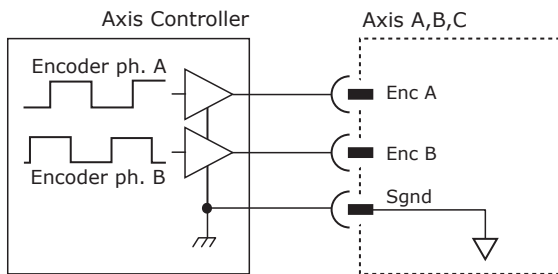 Axis Controller
Axis A,B,C
Encoder ph. A
Enc A
Enc B
Encoder ph. B
Sgnd